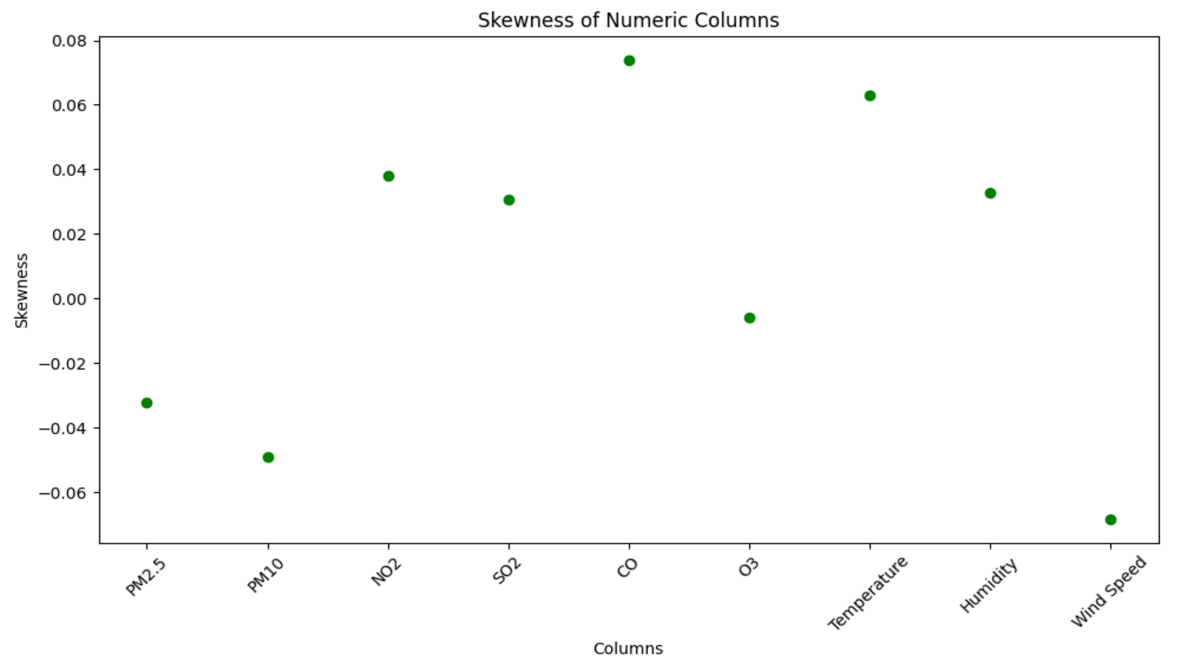 Skewness of Numeric Columns
0.08
0.06
0.04
0.02
0.00
−0.02
−0.04
−0.06
Skewness
PM2.5
PM10
NO2
SO2
CO
O3
Temperature
Humidity
Wind Speed
Columns